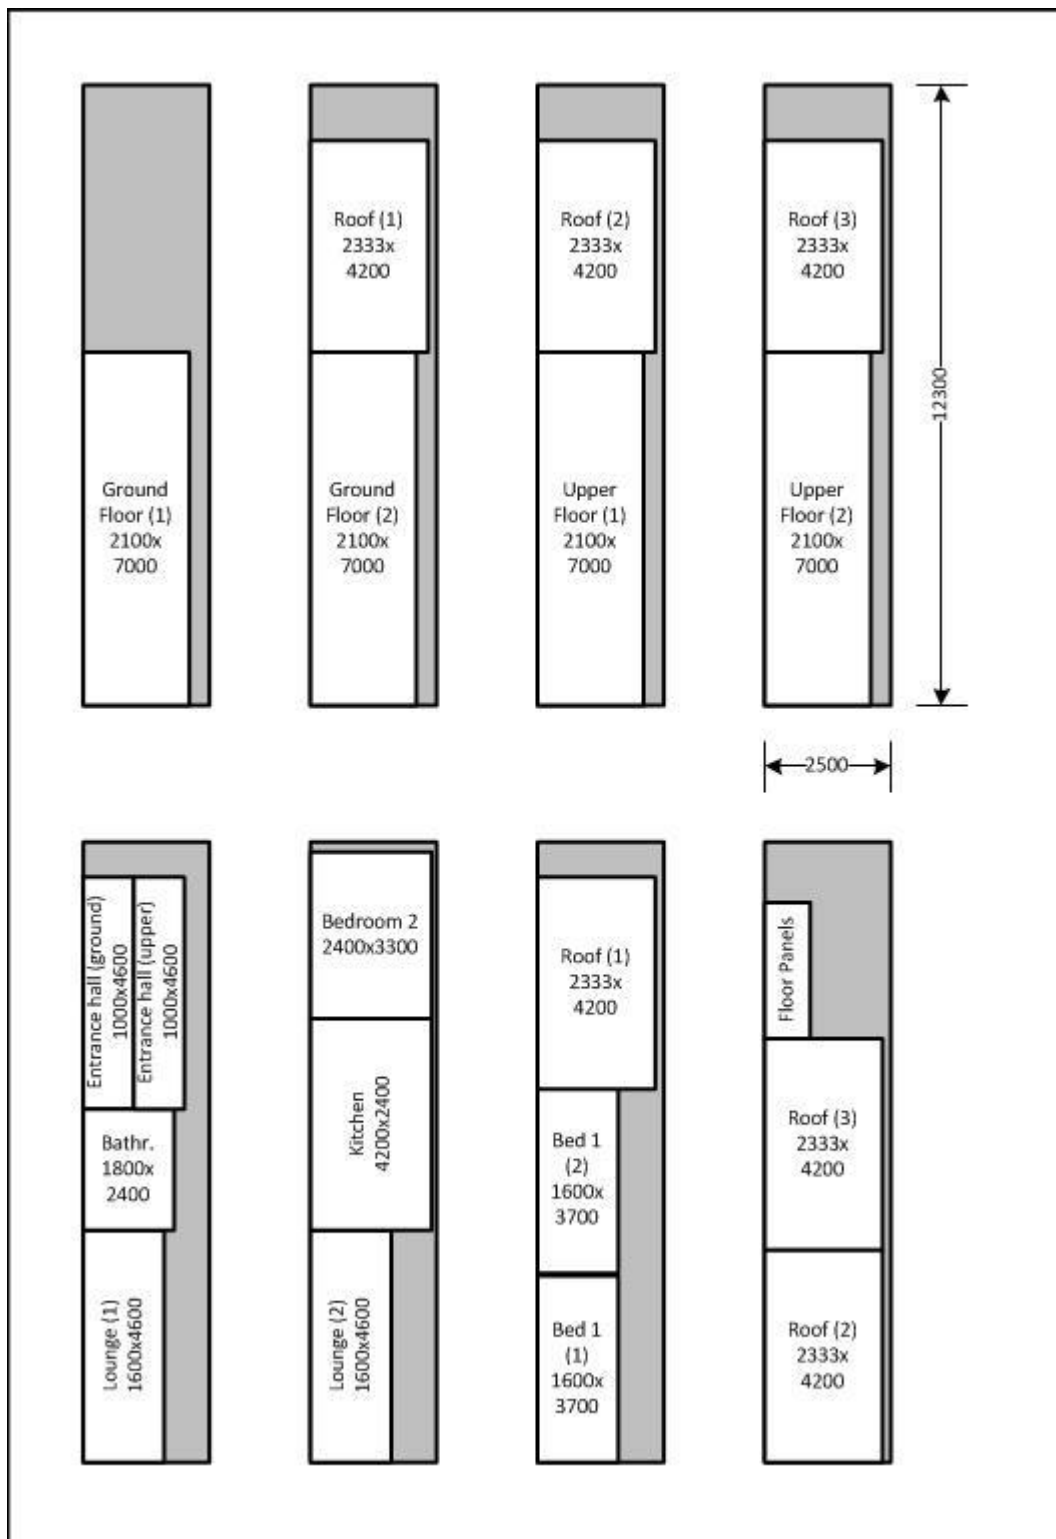 Roof (1)
2333x
4200
Roof (2)
2333x
4200
Roof (3)
2333x
4200
12300
Ground
Floor (1)
2100x
7000
Ground
Floor (2)
2100x
7000
Upper
Floor (1)
2100x
7000
Upper
Floor (2)
2100x
7000
2500
Entrance hall (ground)
1000x4600
Entrance hall (upper)
1000x4600
Bathr.
1800x
2400
Lounge (1)
1600x4600
Bedroom 2
2400x3300
Kitchen
4200x2400
Lounge (2)
1600x4600
Roof (1)
2333x
4200
Bed 1
(2)
1600x
3700
Bed 1
(1)
1600x
3700
Floor Panels
Roof (3)
2333x
4200
Roof (2)
2333x
4200